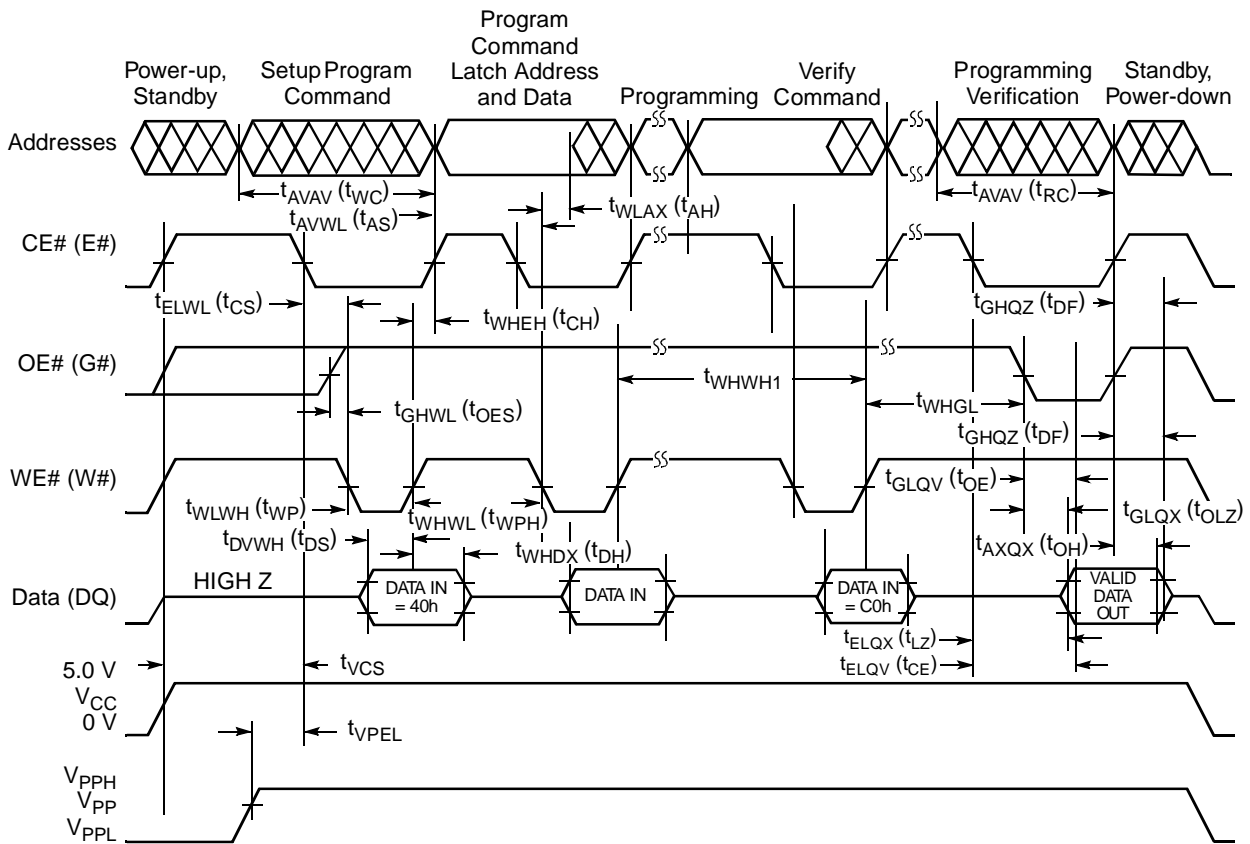 Power-up,
Standby
Setup Program
Command
Program
Command
Latch Address
and Data
Programming
Verify
Command
Programming
Verification
Standby,
Power-down
Addresses
tAVAV (tWC)
tAVWL (tAS)
tWLAX (tAH)
tAVAV (tRC)
CE# (E#)
tELWL (tCS)
tWHEH (tCH)
tGHQZ (tDF)
OE# (G#)
tWHWH1
tWHGL
tGHWL (tOES)
tGHQZ (tDF)
WE# (W#)
tGLQV (tOE)
tWLWH (tWP)
tWHWL (tWPH)
tGLQX (tOLZ)
tDVWH (tDS)
tWHDX (tDH)
tAXQX (tOH)
Data (DQ)
HIGH Z
DATA IN
= 40h
DATA IN
DATA IN
= C0h
VALID
DATA
OUT
tELQX (tLZ)
tELQV (tCE)
5.0 V
VCC
0 V
tVCS
tVPEL
VPPH
VPP
VPPL